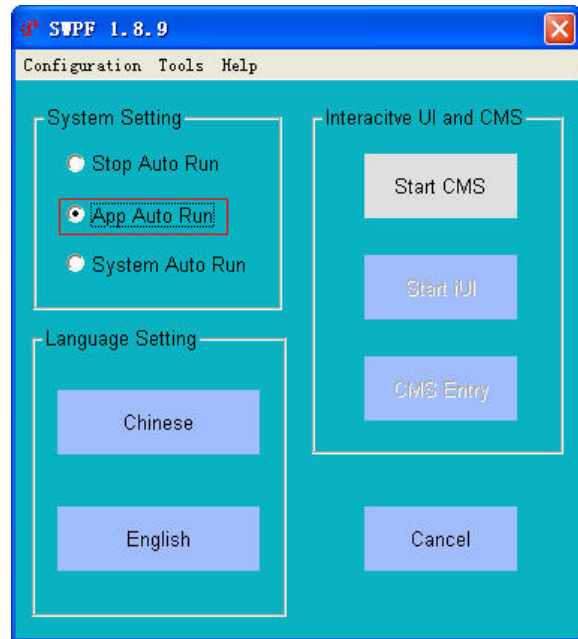 SWPF 1.8.9
Configuration Tools Help
System Setting
Stop Auto Run
App Auto Run
System Auto Run
Language Setting
Chinese
English
Interacitve UI and CMS
Start CMS
Start iUI
CMS Entry
Cancel